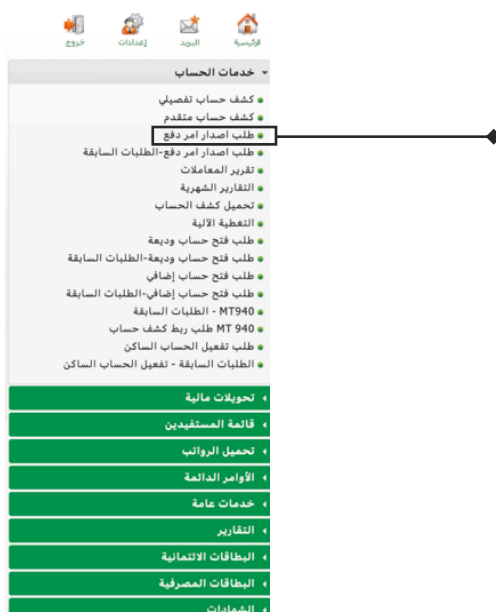 الرئيسية البريد إعدادات خروج
خدمات الحساب
كشف حساب تفصيلي
كشف حساب متقدم
طلب اصدار امر دفع
طلب اصدار امر دفع-الطلبات السابقة
تقرير المعاملات
التقارير الشهرية
تحميل كشف الحساب
التغطية الآلية
طلب فتح حساب وديعة
طلب فتح حساب وديعة-الطلبات السابقة
طلب فتح حساب إضافي
طلب فتح حساب إضافي-الطلبات السابقة
MT940 - الطلبات السابقة
MT 940 طلب ربط كشف حساب
طلب تفعيل الحساب الساكن
الطلبات السابقة - تفعيل الحساب الساكن
تحويلات مالية
قائمة المستفيدين
تحميل الرواتب
الأوامر الدائمة
خدمات عامة
التقارير
البطاقات الائتمانية
البطاقات المصرفية
الشهادات